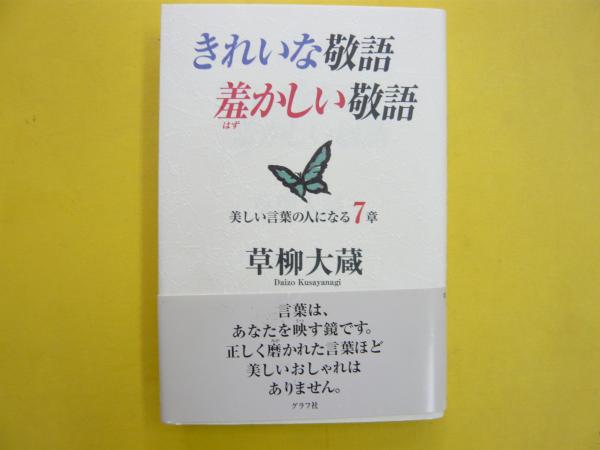 きれいな敬語
羞かしい敬語
はず
美しい言葉の人になる7章
草柳大蔵
Daizo Kusayanagi
言葉は、
あなたを映す鏡です。
正しく磨かれた言葉ほど
美しいおしゃれは
ありません。
グラフ社